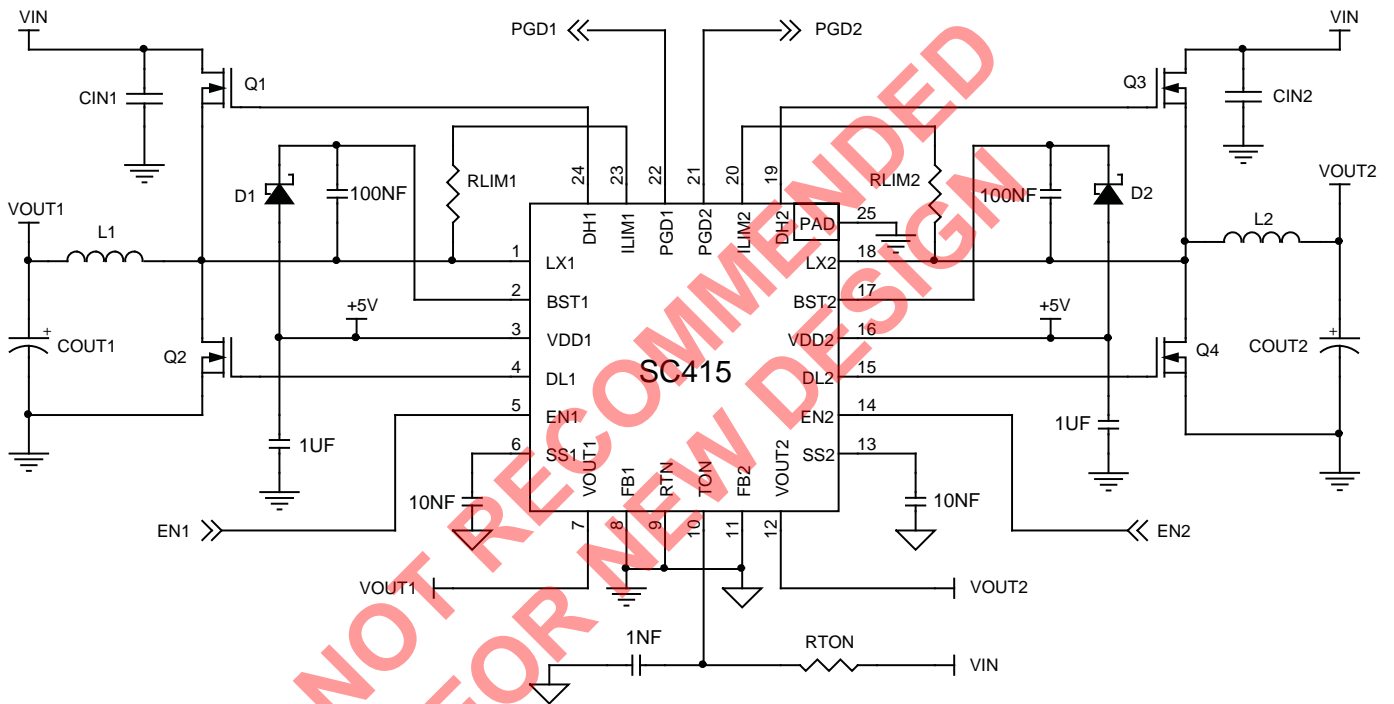 VIN
PGD1
PGD2
VIN
Q1
Q3
CIN1
CIN2
24
23
22
21
20
19
RLIM1
RLIM2
D1
100NF
100NF
D2
VOUT1
VOUT2
DH1
ILIM1
PGD1
PGD2
ILIM2
DH2
PAD
25
L1
L2
1
LX1
LX2
18
2
BST1
BST2
17
+5V
+5V
3
VDD1
VDD2
16
+
COUT1
Q2
4
DL1
SC415
DL2
15
Q4
COUT2
+
5
EN1
EN2
14
1UF
1UF
6
SS1
SS2
13
VOUT1
FB1
RTN
TON
FB2
VOUT2
10NF
10NF
EN1
7
8
9
10
11
12
EN2
VOUT1
VOUT2
1NF
RTON
VIN
NOT RECOMMENDED
FOR NEW DESIGN